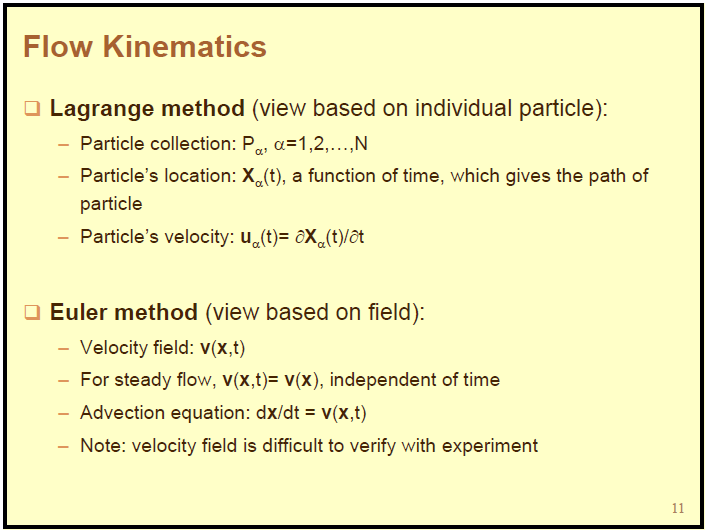 Flow Kinematics
❑ Lagrange method (view based on individual particle):
– Particle collection: Pα, α=1,2,…,N
– Particle's location: Xα(t), a function of time, which gives the path of
particle
– Particle's velocity: uα(t)= ∂Xα(t)/∂t
❑ Euler method (view based on field):
– Velocity field: v(x,t)
– For steady flow, v(x,t)= v(x), independent of time
– Advection equation: dx/dt = v(x,t)
– Note: velocity field is difficult to verify with experiment
11